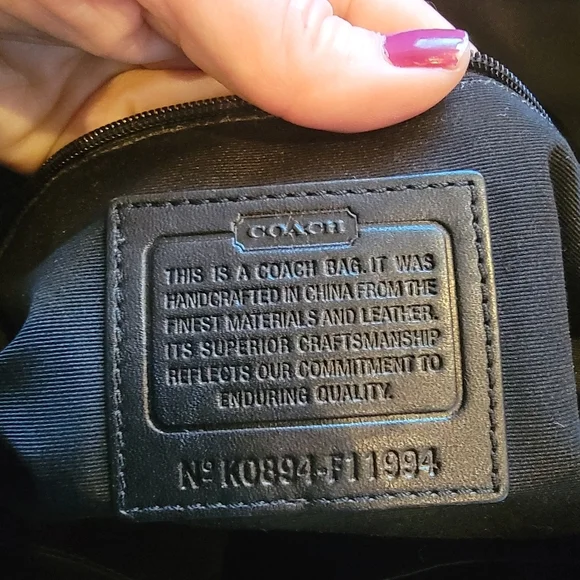 COACH
THIS IS A COACH BAG. IT WAS
HANDCRAFTED IN CHINA FROM THE
FINEST MATERIALS AND LEATHER.
ITS SUPERIOR CRAFTSMANSHIP
REFLECTS OUR COMMITMENT TO
ENDURING QUALITY.
Nº K0894-F11994